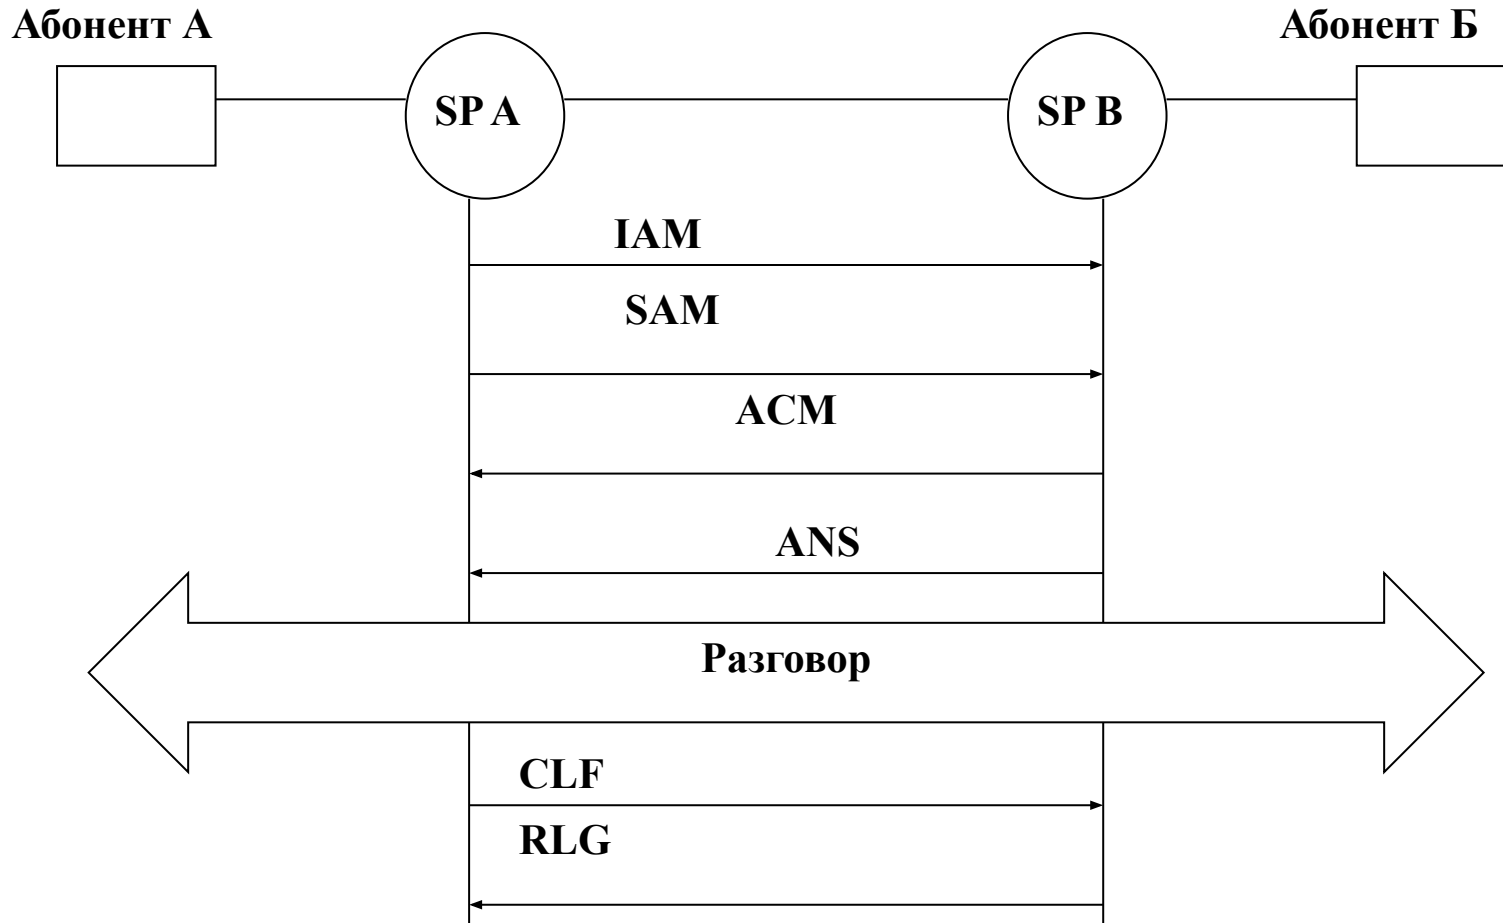 Абонент А
Абонент Б
SP A
SP B
IAM
SAM
ACM
ANS
Разговор
CLF
RLG